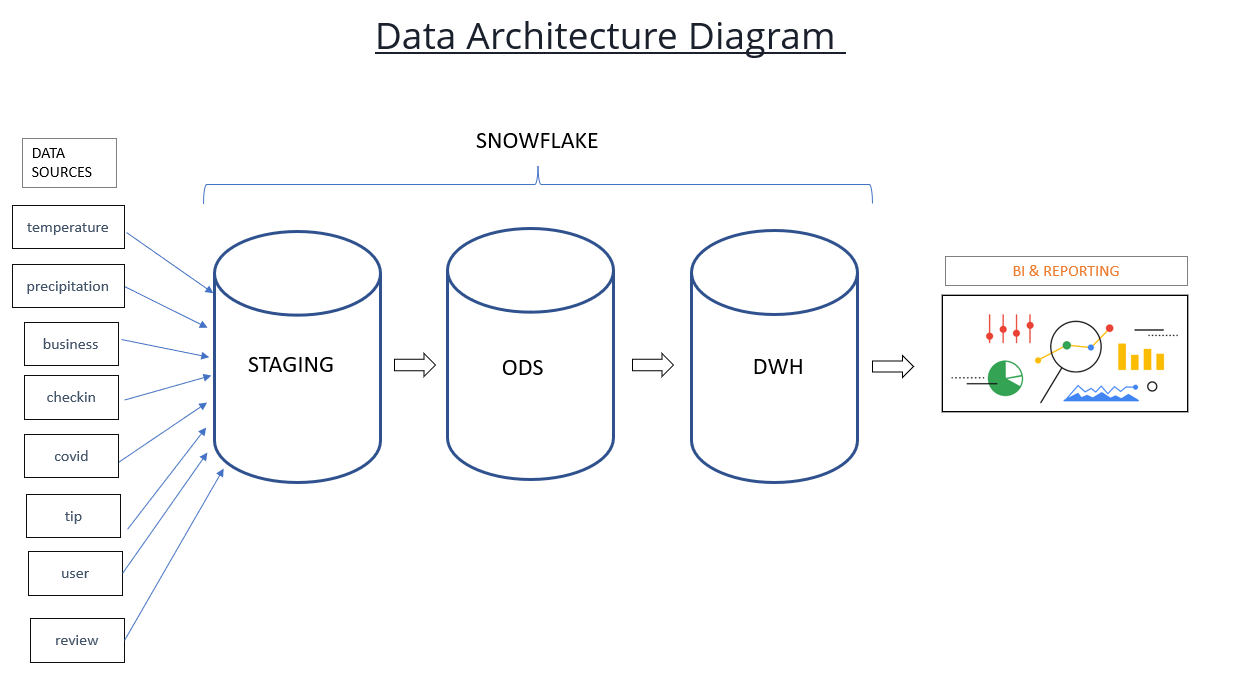 Data Architecture Diagram
SNOWFLAKE
DATA
SOURCES
temperature
precipitation
business
checkin
covid
tip
user
review
STAGING
ODS
DWH
BI & REPORTING